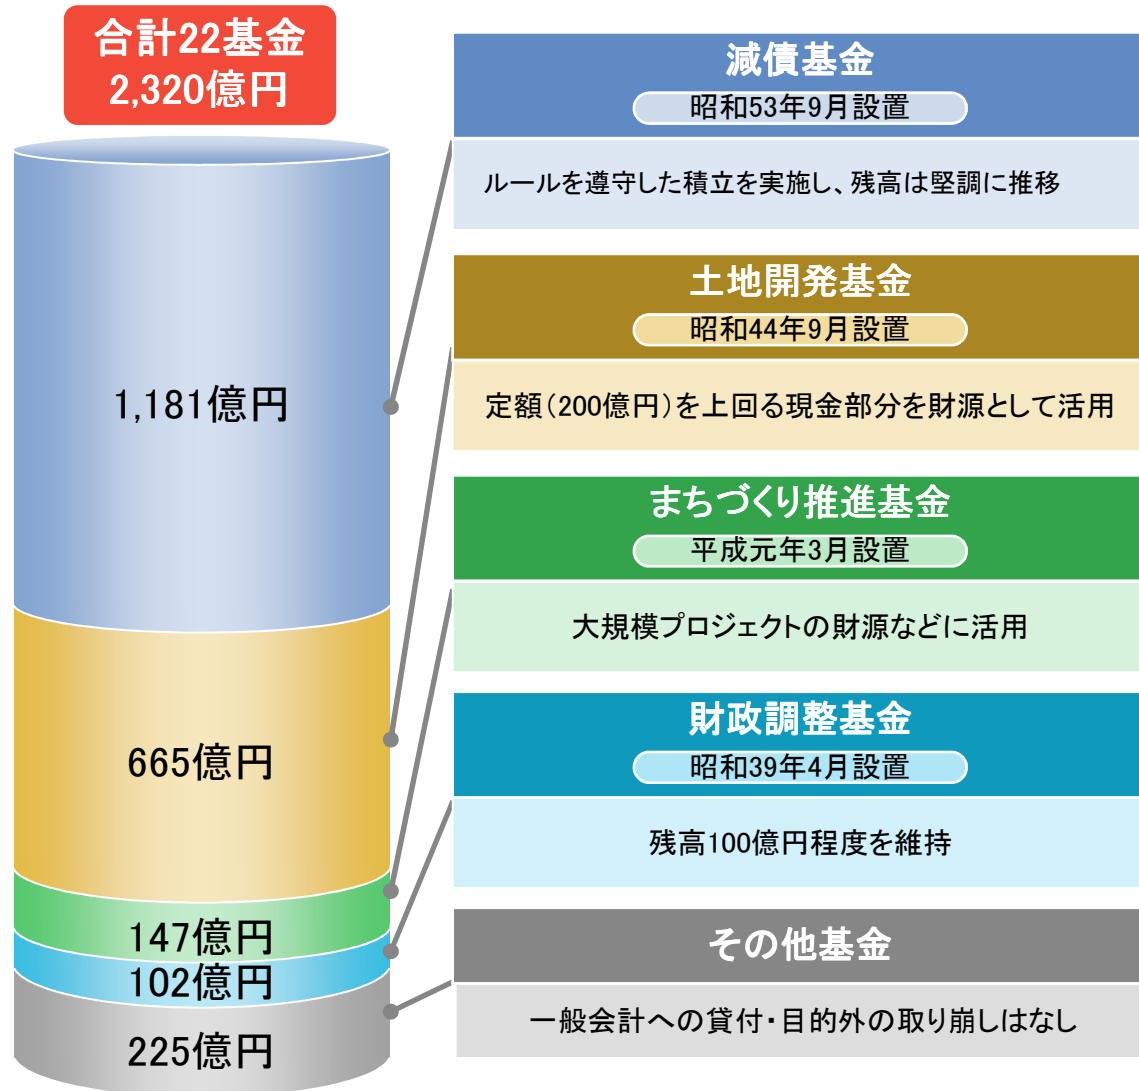 合計22基金
2,320億円
1,181億円
665億円
147億円
102億円
225億円
減債基金
昭和53年9月設置
ルールを遵守した積立を実施し、残高は堅調に推移
土地開発基金
昭和44年9月設置
定額(200億円)を上回る現金部分を財源として活用
まちづくり推進基金
平成元年3月設置
大規模プロジェクトの財源などに活用
財政調整基金
昭和39年4月設置
残高100億円程度を維持
その他基金
一般会計への貸付・目的外の取り崩しはなし